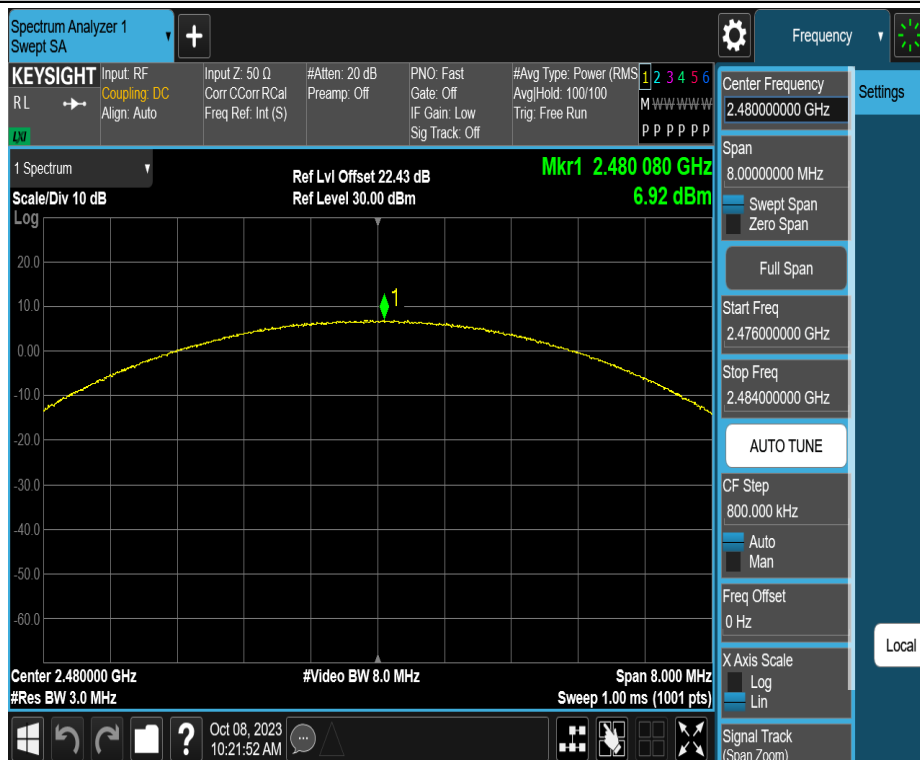 Spectrum Analyzer 1
Swept SA
+
Frequency
KEYSIGHT
RL
LXI
Input: RF
Coupling: DC
Align: Auto
Input Z: 50 Ω
Corr CCorr RCal
Freq Ref: Int (S)
#Atten: 20 dB
Preamp: Off
PNO: Fast
Gate: Off
IF Gain: Low
Sig Track: Off
#Avg Type: Power (RMS
Avg|Hold: 100/100
Trig: Free Run
1 2 3 4 5 6
M W W W W W
P P P P P P
1 Spectrum
Scale/Div 10 dB
Log
Ref Lvl Offset 22.43 dB
Ref Level 30.00 dBm
Mkr1 2.480 080 GHz
6.92 dBm
1
20.0
10.0
0.00
-10.0
-20.0
-30.0
-40.0
-50.0
-60.0
Center 2.480000 GHz
#Video BW 8.0 MHz
Span 8.000 MHz
#Res BW 3.0 MHz
Sweep 1.00 ms (1001 pts)
?
Oct 08, 2023
10:21:52 AM
Center Frequency
2.480000000 GHz
Span
8.00000000 MHz
Swept Span
Zero Span
Full Span
Start Freq
2.476000000 GHz
Stop Freq
2.484000000 GHz
AUTO TUNE
CF Step
800.000 kHz
Auto
Man
Freq Offset
0 Hz
X Axis Scale
Log
Lin
Signal Track
(Span Zoom)
Settings
Local